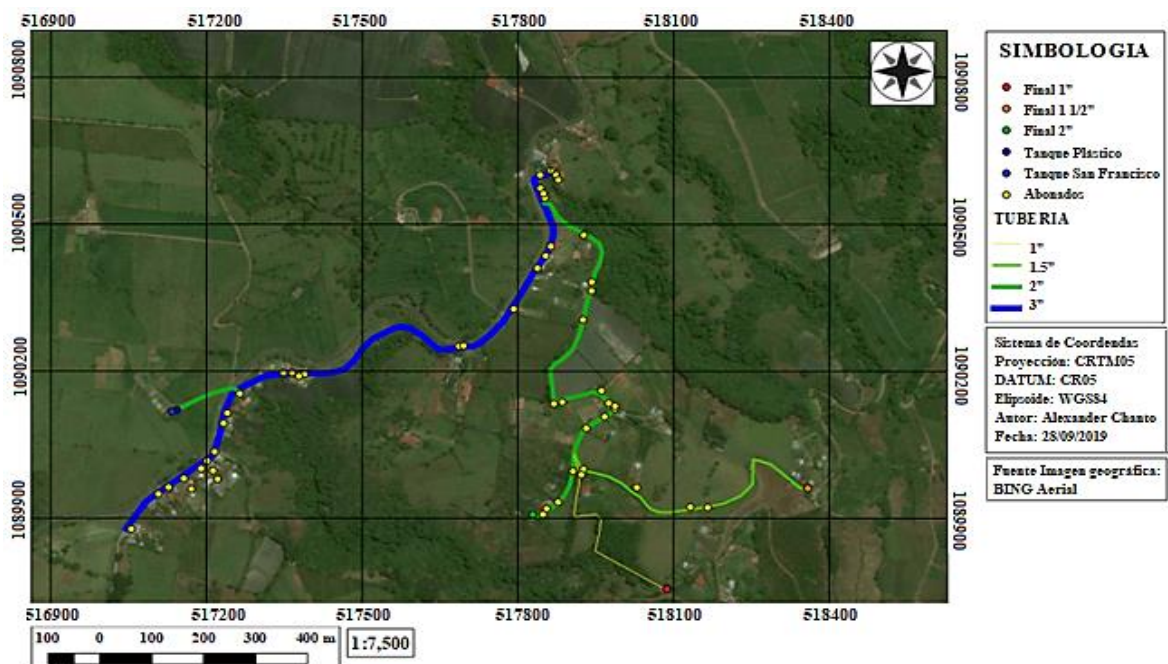 516900 517200 517500 517800 518100 518400
1090800
1090500
1090200
1089900
1090800
1090500
1090200
1089900
516900 517200 517500 517800 518100 518400
100 0 100 200 300 400 m
1:7,500
SIMBOLOGIA
Final 1"
Final 1 1/2"
Final 2"
Tanque Plástico
Tanque San Francisco
Abonados
TUBERIA
1"
1.5"
2"
3"
Sistema de Coordendas
Proyección: CRTM05
DATUM: CR05
Elipsoide: WGS84
Autor: Alexander Chanto
Fecha: 28/09/2019
Fuente Imagen geográfica:
BING Aerial